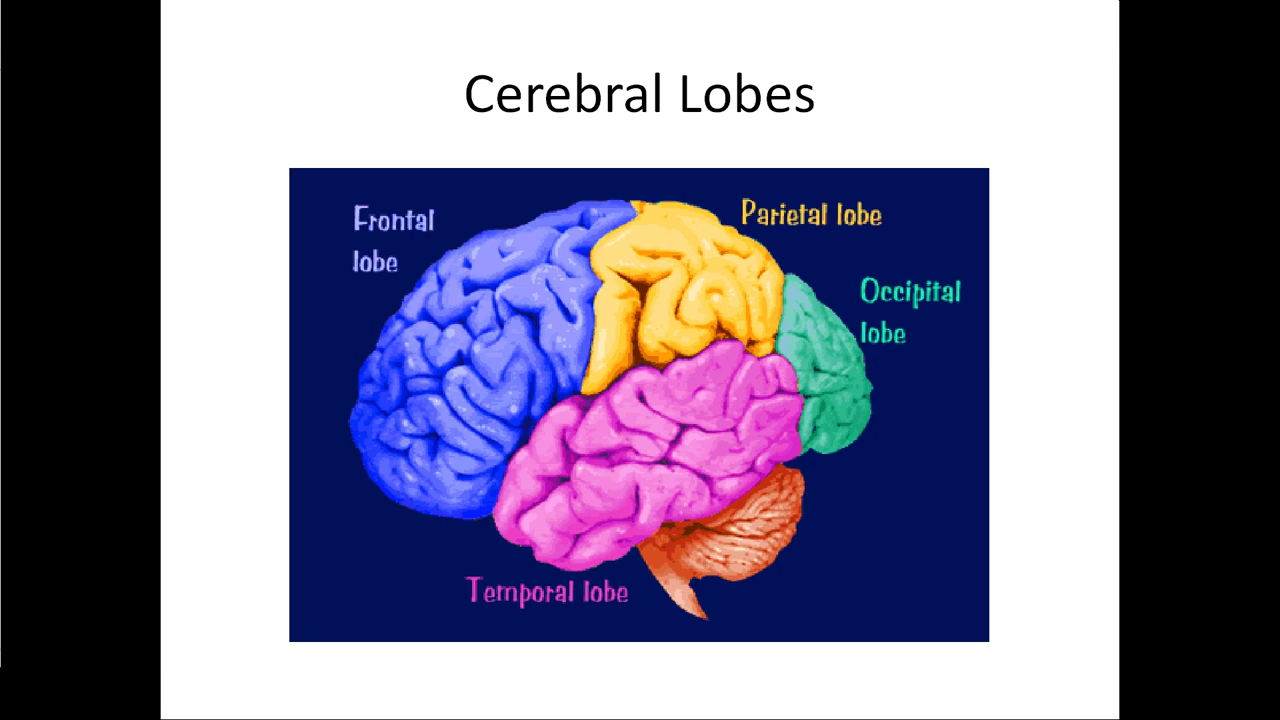 Cerebral Lobes
Frontal
lobe
Parietal lobe
Occipital
lobe
Temporal lobe